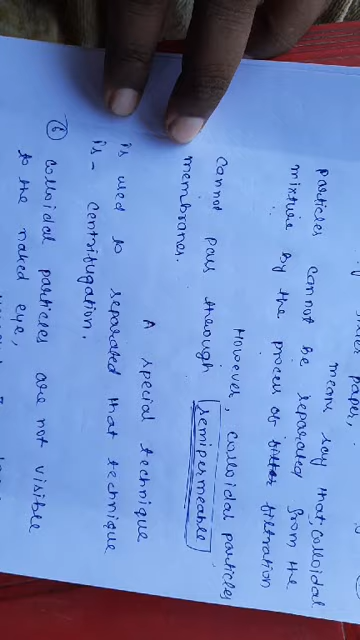 paper,
means say that, colloidal
particles cannot be separated from the
mixture by the process of filtration
However, colloidal particles
cannot pass through semipermeable
membranes.
A special technique
is used to separated that technique
is - centrifugation.
⑥ colloidal particles are not visible
to the naked eye,